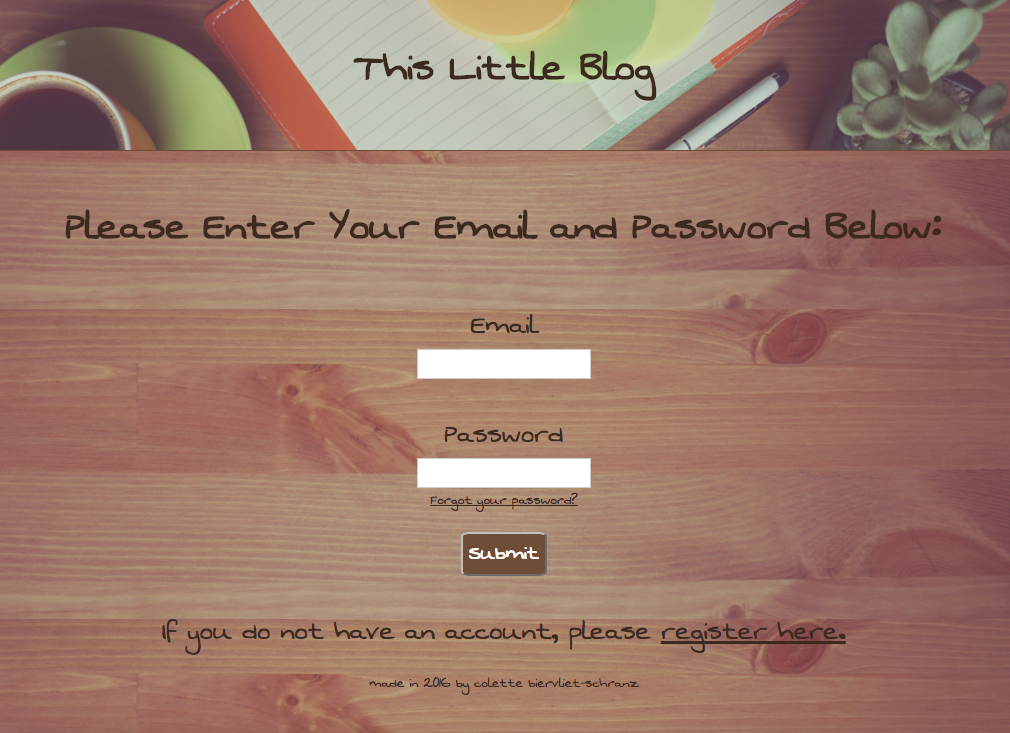 This Little Blog
Please Enter Your Email and Password Below:
Email
Password
Forgot your password?
Submit
If you do not have an account, please register here.
made in 2016 by colette biervliet-schranz